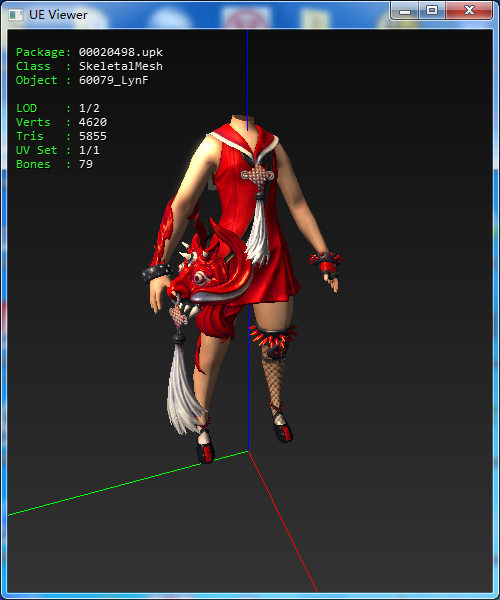 UE Viewer
Package: 00020498.upk
Class : SkeletalMesh
Object : 60079_LynF
LOD : 1/2
Verts : 4620
Tris : 5855
UV Set : 1/1
Bones : 79